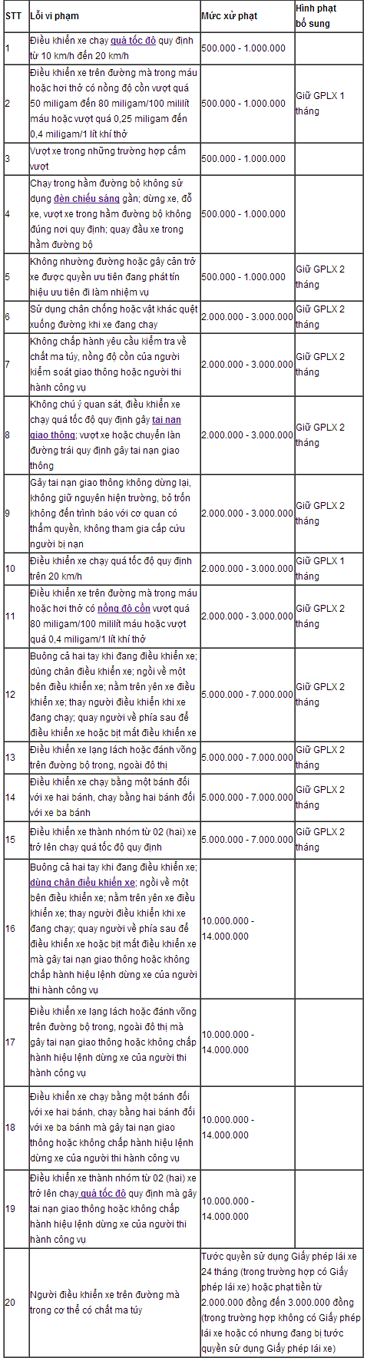 STT Lỗi vi phạm Mức xử phạt Hình phạt
bổ sung
1 Điều khiển xe chạy quá tốc độ quy định
từ 10 km/h đến 20 km/h 500.000 - 1.000.000
2 Điều khiển xe trên đường mà trong máu
hoặc hơi thở có nồng độ cồn vượt quá
50 miligam đến 80 miligam/100 mililít
máu hoặc vượt quá 0,25 miligam đến
0,4 miligam/1 lít khí thở 500.000 - 1.000.000 Giữ GPLX 1
tháng
3 Vượt xe trong những trường hợp cấm
vượt 500.000 - 1.000.000
4 Chạy trong hầm đường bộ không sử
dụng đèn chiếu sáng gần; dừng xe, đỗ
xe, vượt xe trong hầm đường bộ không
đúng nơi quy định; quay đầu xe trong
hầm đường bộ 500.000 - 1.000.000
5 Không nhường đường hoặc gây cản trở
xe được quyền ưu tiên đang phát tín
hiệu ưu tiên đi làm nhiệm vụ 500.000 - 1.000.000 Giữ GPLX 2
tháng
6 Sử dụng chân chống hoặc vật khác quệt
xuống đường khi xe đang chạy 2.000.000 - 3.000.000 Giữ GPLX 2
tháng
7 Không chấp hành yêu cầu kiểm tra về
chất ma túy, nồng độ cồn của người
kiểm soát giao thông hoặc người thi
hành công vụ 2.000.000 - 3.000.000 Giữ GPLX 2
tháng
8 Không chú ý quan sát, điều khiển xe
chạy quá tốc độ quy định gây tai nạn
giao thông; vượt xe hoặc chuyển làn
đường trái quy định gây tai nạn giao
thông 2.000.000 - 3.000.000 Giữ GPLX 2
tháng
9 Gây tai nạn giao thông không dừng lại,
không giữ nguyên hiện trường, bỏ trốn
không đến trình báo với cơ quan có
thẩm quyền, không tham gia cấp cứu
người bị nạn 2.000.000 - 3.000.000 Giữ GPLX 2
tháng
10 Điều khiển xe chạy quá tốc độ quy định
trên 20 km/h 2.000.000 - 3.000.000 Giữ GPLX 1
tháng
11 Điều khiển xe trên đường mà trong máu
hoặc hơi thở có nồng độ cồn vượt quá
80 miligam/100 mililít máu hoặc vượt
quá 0,4 miligam/1 lít khí thở 2.000.000 - 3.000.000 Giữ GPLX 2
tháng
12 Buông cả hai tay khi đang điều khiển xe;
dùng chân điều khiển xe; ngồi về một
bên điều khiển xe; nằm trên yên xe điều
khiển xe; thay người điều khiển khi xe
đang chạy; quay người về phía sau để
điều khiển xe hoặc bịt mắt điều khiển xe 5.000.000 - 7.000.000 Giữ GPLX 2
tháng
13 Điều khiển xe lạng lách hoặc đánh võng
trên đường bộ trong, ngoài đô thị 5.000.000 - 7.000.000 Giữ GPLX 2
tháng
14 Điều khiển xe chạy bằng một bánh đối
với xe hai bánh, chạy bằng hai bánh đối
với xe ba bánh 5.000.000 - 7.000.000 Giữ GPLX 2
tháng
15 Điều khiển xe thành nhóm từ 02 (hai) xe
trở lên chạy quá tốc độ quy định 5.000.000 - 7.000.000 Giữ GPLX 2
tháng
16 Buông cả hai tay khi đang điều khiển xe;
dùng chân điều khiển xe; ngồi về một
bên điều khiển xe; nằm trên yên xe điều
khiển xe; thay người điều khiển khi xe
đang chạy; quay người về phía sau để
điều khiển xe hoặc bịt mắt điều khiển xe
mà gây tai nạn giao thông hoặc không
chấp hành hiệu lệnh dừng xe của người
thi hành công vụ 10.000.000 -
14.000.000
17 Điều khiển xe lạng lách hoặc đánh võng
trên đường bộ trong, ngoài đô thị mà
gây tai nạn giao thông hoặc không chấp
hành hiệu lệnh dừng xe của người thi
hành công vụ 10.000.000 -
14.000.000
18 Điều khiển xe chạy bằng một bánh đối
với xe hai bánh, chạy bằng hai bánh đối
với xe ba bánh mà gây tai nạn giao
thông hoặc không chấp hành hiệu lệnh
dừng xe của người thi hành công vụ 10.000.000 -
14.000.000
19 Điều khiển xe thành nhóm từ 02 (hai) xe
trở lên chạy quá tốc độ quy định mà gây
tai nạn giao thông hoặc không chấp
hành hiệu lệnh dừng xe của người thi
hành công vụ 10.000.000 -
14.000.000
20 Người điều khiển xe trên đường mà
trong cơ thể có chất ma túy Tước quyền sử dụng Giấy phép lái xe
24 tháng (trong trường hợp có Giấy
phép lái xe) hoặc phạt tiền từ
2.000.000 đồng đến 3.000.000 đồng
(trong trường hợp không có Giấy phép
lái xe hoặc có nhưng đang bị tước
quyền sử dụng Giấy phép lái xe)